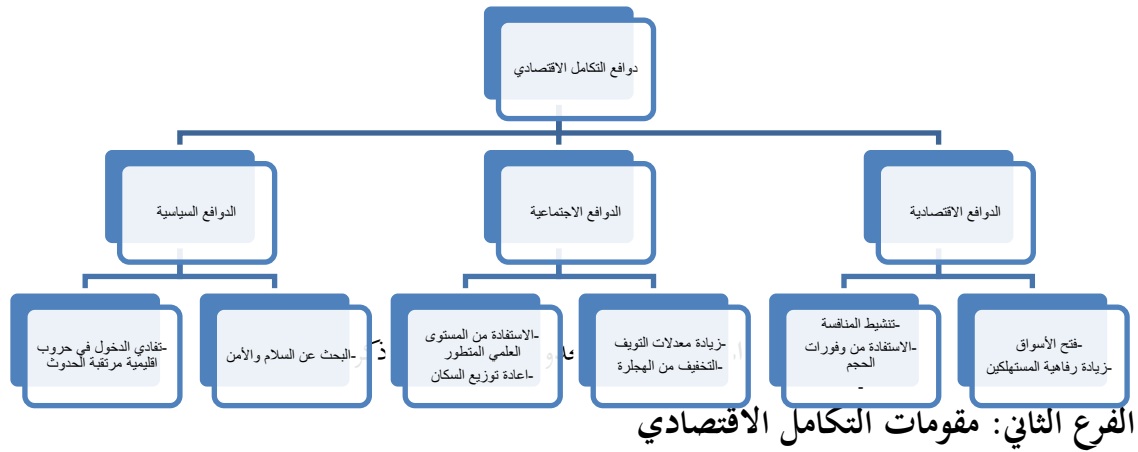 دوافع التكامل الاقتصادي
الدوافع الاقتصادية
الدوافع الاجتماعية
الدوافع السياسية
-فتح الأسواق
-زيادة رفاهية المستهلكين
-تنشيط المنافسة
-الاستفادة من وفورات
الحجم
-
-زيادة معدلات التويف
-التخفيف من الهجلرة
-الاستفادة من المستوى
العلمي المتطور
-اعادة توزيع السكان
-البحث عن السلام والأمن
-تفادي الدخول في حروب
اقليمية مرتقبة الحدوث
الفرع الثاني: مقومات التكامل الاقتصادي